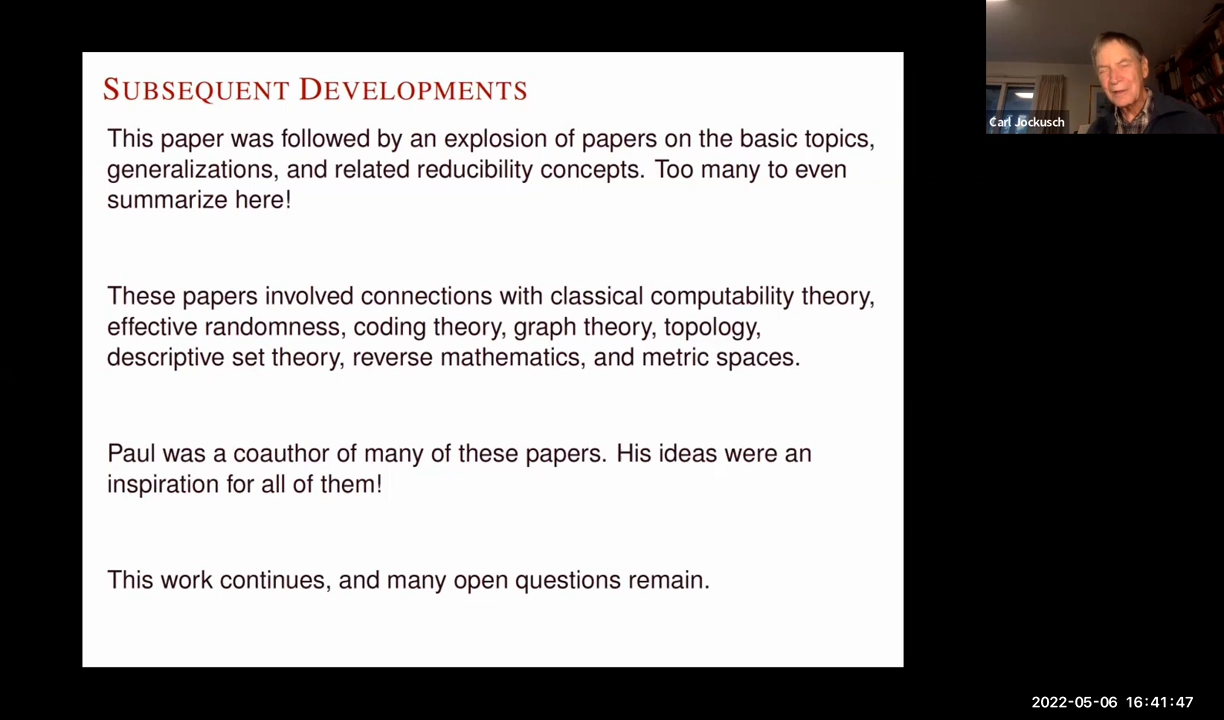 SUBSEQUENT DEVELOPMENTS
This paper was followed by an explosion of papers on the basic topics,
generalizations, and related reducibility concepts. Too many to even
summarize here!
These papers involved connections with classical computability theory,
effective randomness, coding theory, graph theory, topology,
descriptive set theory, reverse mathematics, and metric spaces.
Paul was a coauthor of many of these papers. His ideas were an
inspiration for all of them!
This work continues, and many open questions remain.
Carl Jockusch
2022-05-06 16:41:47